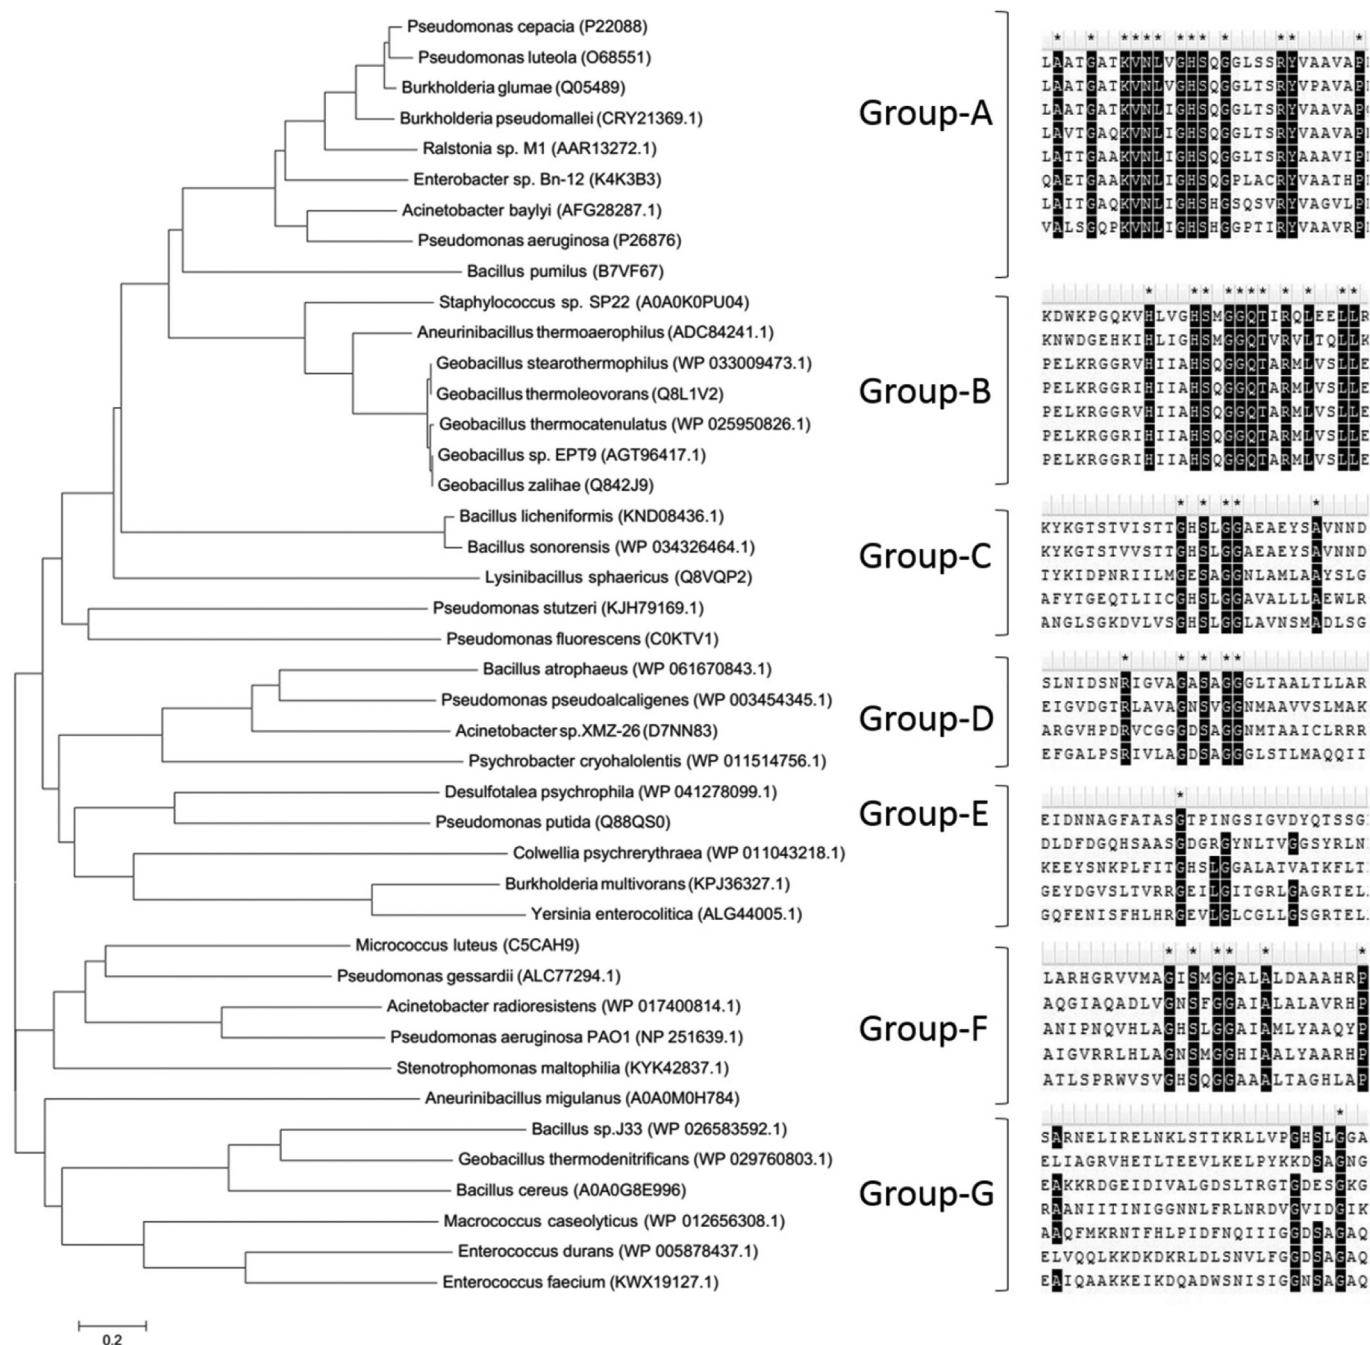 Pseudomonas cepacia (P22088)
Pseudomonas luteola (O68551)
Burkholderia glumae (Q05489)
Burkholderia pseudomallei (CRY21369.1)
Ralstonia sp. M1 (AAR13272.1)
Enterobacter sp. Bn-12 (K4K3B3)
Acinetobacter baylyi (AFG28287.1)
Pseudomonas aeruginosa (P26876)
Bacillus pumilus (B7VF67)
Group-A
* * **** *** * ** *
LAATGATKVNLVGHSQGGLSSRYVAAVAP
LAATGATKVNLVGHSQGGLTSRYVPAVAP
LAATGATKVNLIGHSQGGLTSRYVAAVAP
LAVTGAQKVNLIGHSQGGLTSRYVAAVAP
LATTGAAKVNLIGHSQGGLTSRYAAAVIP
QAETGAAKVNLIGHSQGPLACRYVAATHP
LAITGAQKVNLIGHSHGSQSVRYVAGVLP
VALSGQPKVNLIGHSHGGPTIRYVAAVRP
Staphylococcus sp. SP22 (A0A0K0PU04)
Aneurinibacillus thermoaerophilus (ADC84241.1)
Geobacillus stearothermophilus (WP 033009473.1)
Geobacillus thermoleovorans (Q8L1V2)
Geobacillus thermocatenulatus (WP 025950826.1)
Geobacillus sp. EPT9 (AGT96417.1)
Geobacillus zalihae (Q842J9)
Group-B
* ** **** * * **
KDWKPGQKVHLVGHSMGGQTIRQLEELLR
KNWDGEHKIHLIGHSMGGQTVRVLTQLLK
PELKRGGRVHIIAHSQGGQTARMLVSLLE
PELKRGGRIHIIAHSQGGQTARMLVSLLE
PELKRGGRVHIIAHSQGGQTARMLVSLLE
PELKRGGRIHIIAHSQGGQTARMLVSLLE
PELKRGGRIHIIAHSQGGQTARMLVSLLE
Bacillus licheniformis (KND08436.1)
Bacillus sonorensis (WP 034326464.1)
Lysinibacillus sphaericus (Q8VQP2)
Pseudomonas stutzeri (KJH79169.1)
Pseudomonas fluorescens (C0KTV1)
Group-C
* * ** *
KYKGTSTVISTTGHSLGGAEAEYSAVNND
KYKGTSTVVSTTGHSLGGAEAEYSAVNND
TYKIDPNRIILMGESAGGNLAMLAAYSLG
AFYTGEQTLIICGHSLGGAVALLLAEWLR
ANGLSGKDVLVSGHSLGGLAVNSMADLSG
Bacillus atrophaeus (WP 061670843.1)
Pseudomonas pseudoalcaligenes (WP 003454345.1)
Acinetobacter sp.XMZ-26 (D7NN83)
Psychrobacter cryohalolentis (WP 011514756.1)
Group-D
* * * **
SLNIDSNRIGVAGASAGGGLTAALTLLAR
EIGVDGTRLAVAGNSVGGNMAAVVSLMAK
ARGVHPDRVCGGGDSAGGNMTAAICLRRR
EFGALPSRIVLAGDSAGGGLSTLMAQQII
Desulfotalea psychrophila (WP 041278099.1)
Pseudomonas putida (Q88QS0)
Colwellia psychrerythraea (WP 011043218.1)
Burkholderia multivorans (KPJ36327.1)
Yersinia enterocolitica (ALG44005.1)
Group-E
*
EIDNNAGFATASGTPINGSIGVDYQTSSG
DLDFDGQHSAASGDGRGYNLTVGGSYRLN
KEEYSNKPLFITGHSLGGALATVATKFLT
GEYDGVSLTVRRGEILGITGRLGAGRTEL
GQFENISFHLHRGEVLGLCGLLGSGRTEL
Micrococcus luteus (C5CAH9)
Pseudomonas gessardii (ALC77294.1)
Acinetobacter radioresistens (WP 017400814.1)
Pseudomonas aeruginosa PAO1 (NP 251639.1)
Stenotrophomonas maltophilia (KYK42837.1)
Group-F
* * ** * *
LARHGRVVMAGISMGGALALDAAAHRP
AQGIAQADLVGNSFGGAIALALAVRHP
ANIPNQVHLAGHSLGGAIAMLYAAQYP
AIGVRRLHLAGNSMGGHIAALYAARHP
ATLSPRWVSVGHSQGGAAALTAGHLAP
Aneurinibacillus migulanus (A0A0M0H784)
Bacillus sp.J33 (WP 026583592.1)
Geobacillus thermodenitrificans (WP 029760803.1)
Bacillus cereus (A0A0G8E996)
Macrococcus caseolyticus (WP 012656308.1)
Enterococcus durans (WP 005878437.1)
Enterococcus faecium (KWX19127.1)
Group-G
*
SARNELIRELNKLSTTKRLLVPGHSLGGA
ELIAGRVHETLTEEVLKELPYKKDSAGNG
EAKKRDGEIDIVALGDSLTRGTGDESGKG
RAANIITINIGGNNLFRLNRDVGVIDGIK
AAQFMKRNTFHLPIDFNQIIIGGDSAGAQ
ELVQQLKKDKDKRLDLSNVLFGGDSAGAQ
EAIQAAKKEIKDQADWSNISIGGNSAGAQ
0.2